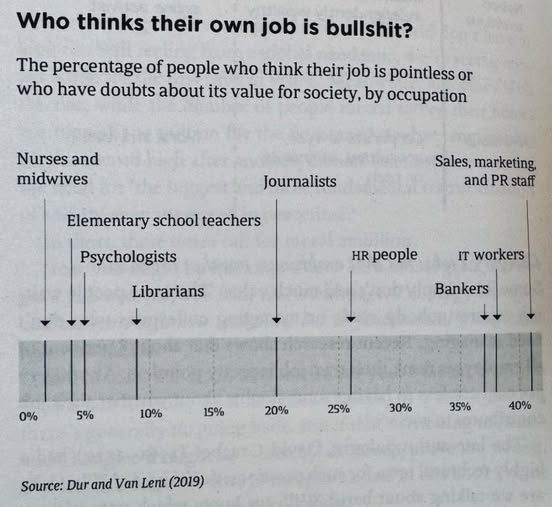 Who thinks their own job is bullshit?
The percentage of people who think their job is pointless or
who have doubts about its value for society, by occupation
Nurses and
midwives
Journalists
Sales, marketing,
and PR staff
Elementary school teachers
Psychologists
HR people
IT workers
Librarians
Bankers
0%
5%
10%
15%
20%
25%
30%
35%
40%
Source: Dur and Van Lent (2019)